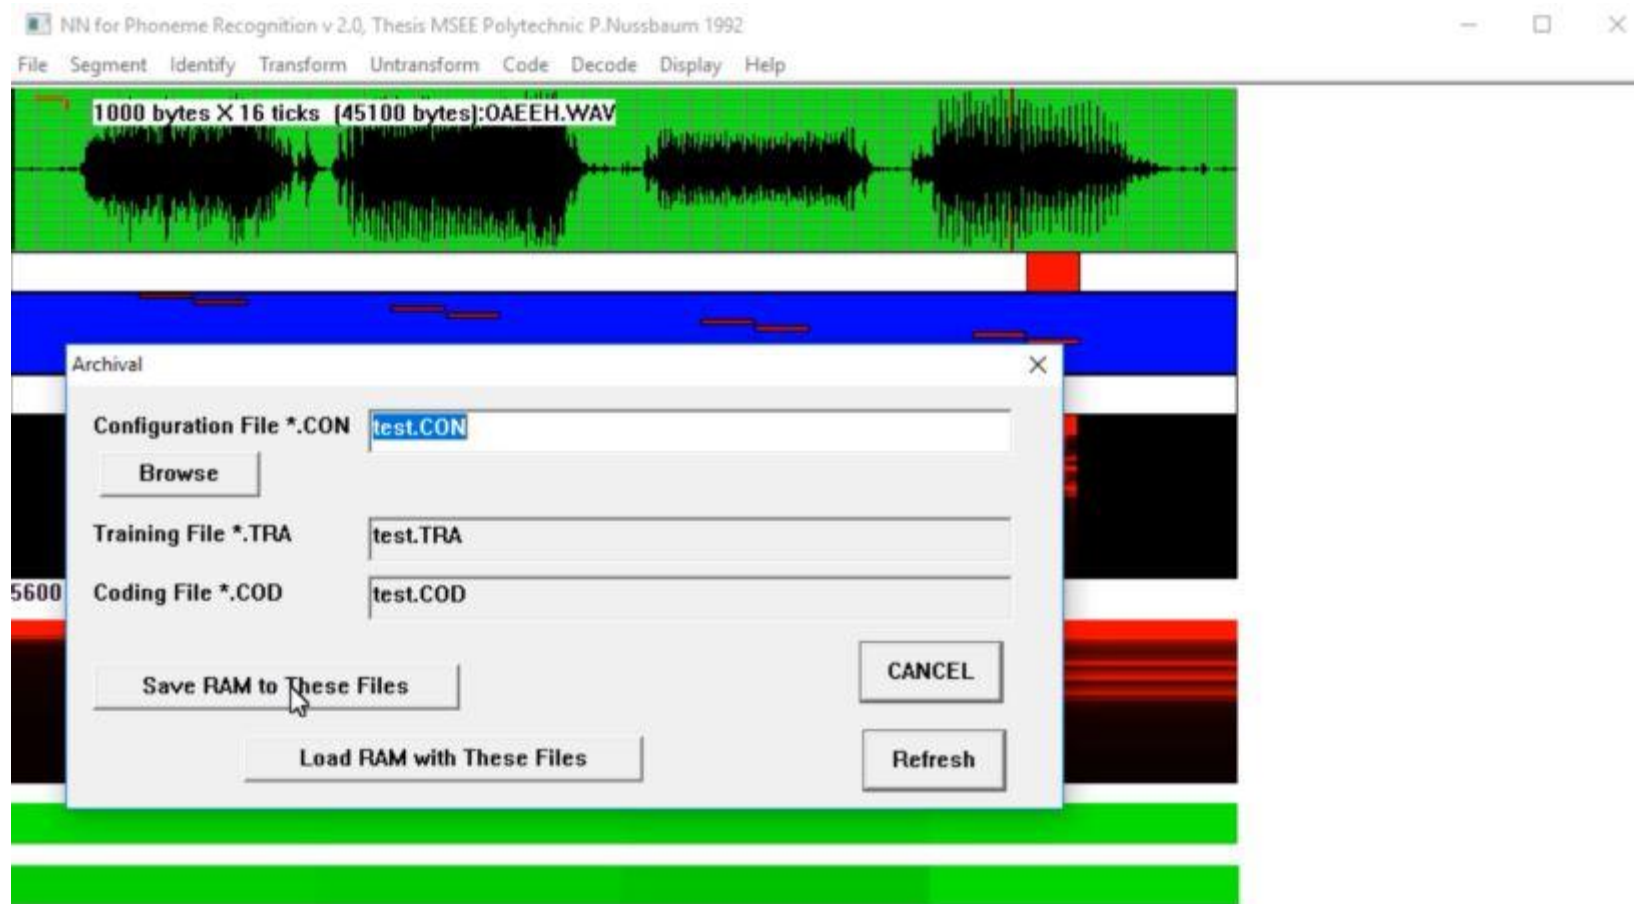 NN for Phoneme Recognition v 2.0, Thesis MSEE Polytechnic P.Nussbaum 1992
File Segment Identify Transform Untransform Code Decode Display Help
1000 bytes X 16 ticks [45100 bytes]:OAEEH.WAV
Archival
Configuration File *.CON test.CON
Browse
Training File *.TRA test.TRA
5600 Coding File *.COD test.COD
Save RAM to These Files CANCEL
Load RAM with These Files Refresh